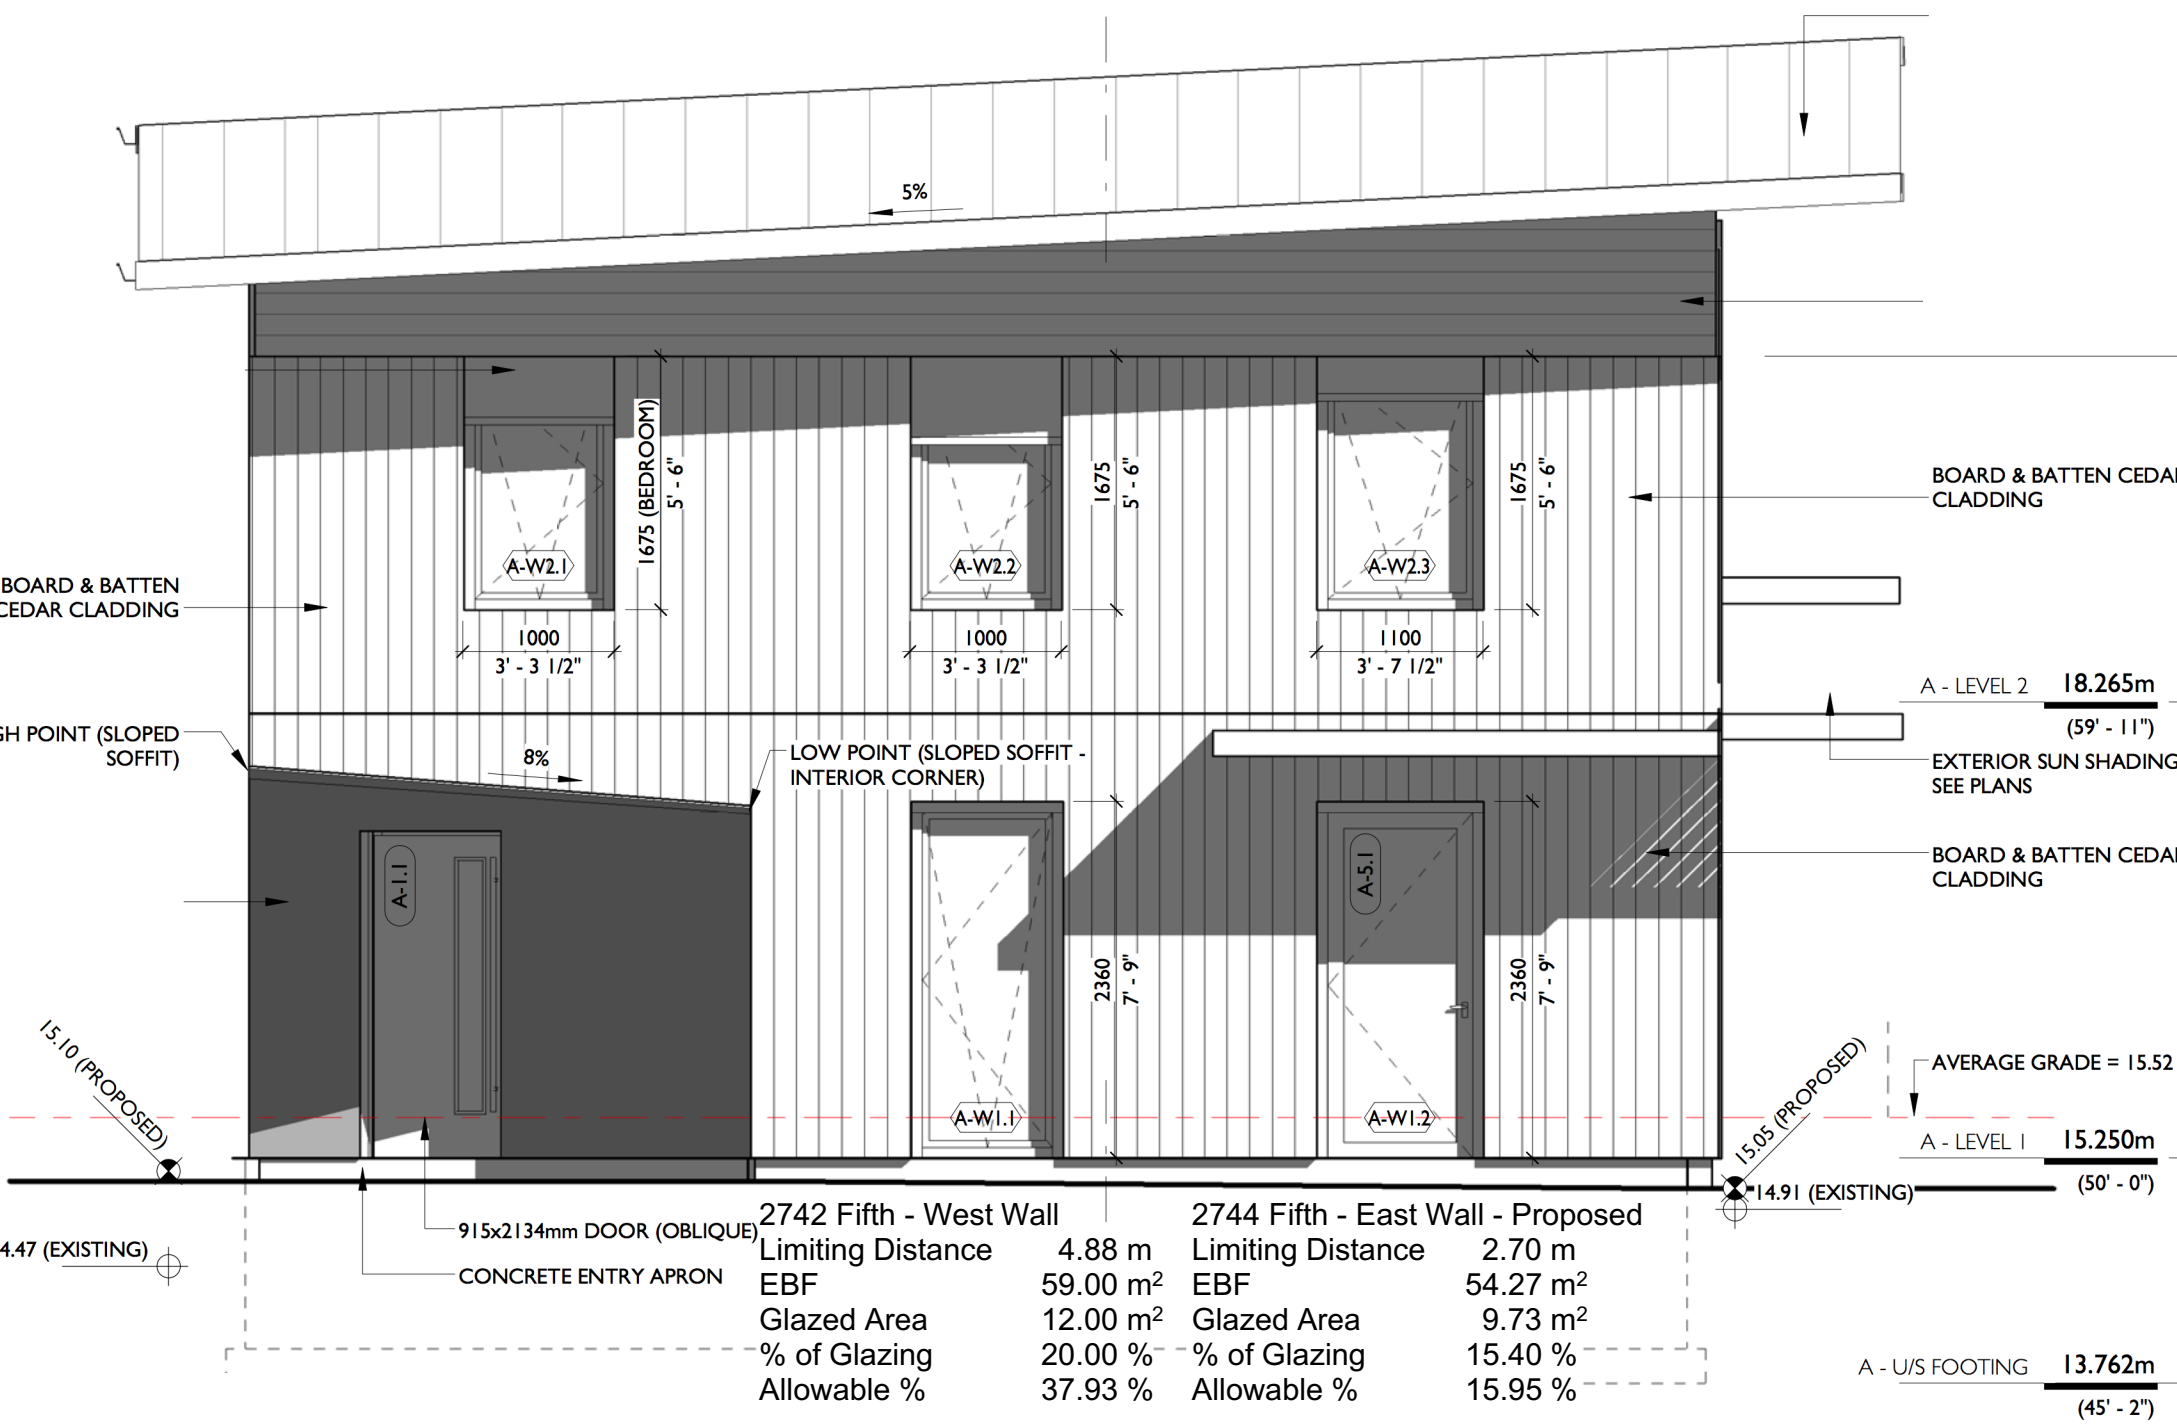 5%
1675 (BEDROOM)
5' - 6"
1675
5' - 6"
1675
5' - 6"
BOARD & BATTEN CEDAR
CLADDING
A-W2.1
A-W2.2
A-W2.3
BOARD & BATTEN
CEDAR CLADDING
1000
3' - 3 1/2"
1000
3' - 3 1/2"
1100
3' - 7 1/2"
A - LEVEL 2 18.265m
(59' - 11")
GH POINT (SLOPED
SOFFIT)
8%
LOW POINT (SLOPED SOFFIT -
INTERIOR CORNER)
EXTERIOR SUN SHADING
SEE PLANS
A-1.1
A-5.1
BOARD & BATTEN CEDAR
CLADDING
2360
7' - 9"
2360
7' - 9"
15.10 (PROPOSED)
15.05 (PROPOSED)
AVERAGE GRADE = 15.52
A-W1.1
A-W1.2
A - LEVEL 1 15.250m
(50' - 0")
14.91 (EXISTING)
4.47 (EXISTING)
915x2134mm DOOR (OBLIQUE)
CONCRETE ENTRY APRON
2742 Fifth - West Wall
Limiting Distance 4.88 m
EBF 59.00 m²
Glazed Area 12.00 m²
% of Glazing 20.00 %
Allowable % 37.93 %
2744 Fifth - East Wall - Proposed
Limiting Distance 2.70 m
EBF 54.27 m²
Glazed Area 9.73 m²
% of Glazing 15.40 %
Allowable % 15.95 %
A - U/S FOOTING 13.762m
(45' - 2")